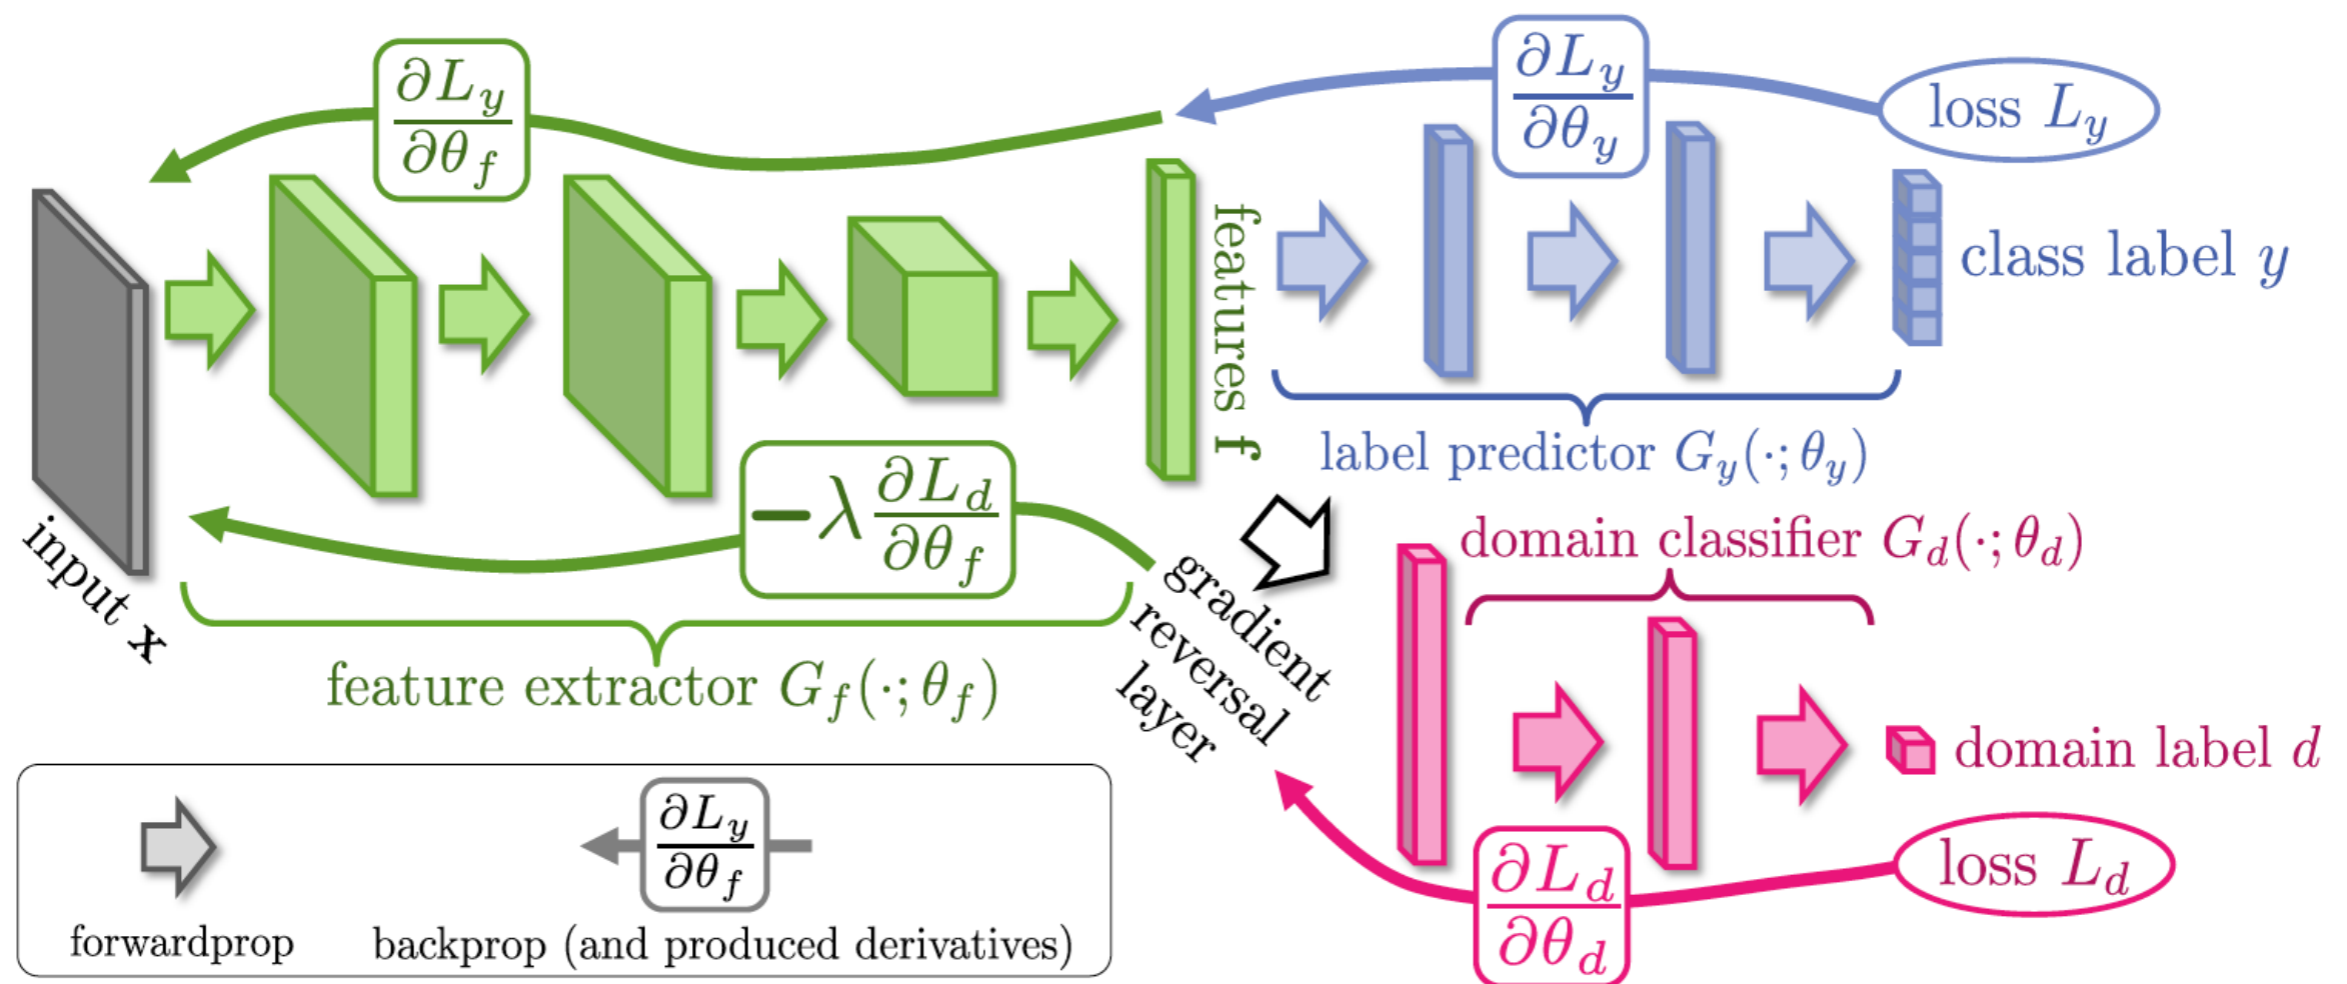 ∂L_y/∂θ_f
∂L_y/∂θ_y
loss L_y
features f
class label y
label predictor G_y(·; θ_y)
input x
−λ ∂L_d/∂θ_f
feature extractor G_f(·; θ_f)
gradient
reversal
layer
domain classifier G_d(·; θ_d)
domain label d
∂L_d/∂θ_d
loss L_d
∂L_y/∂θ_f
forwardprop
backprop (and produced derivatives)